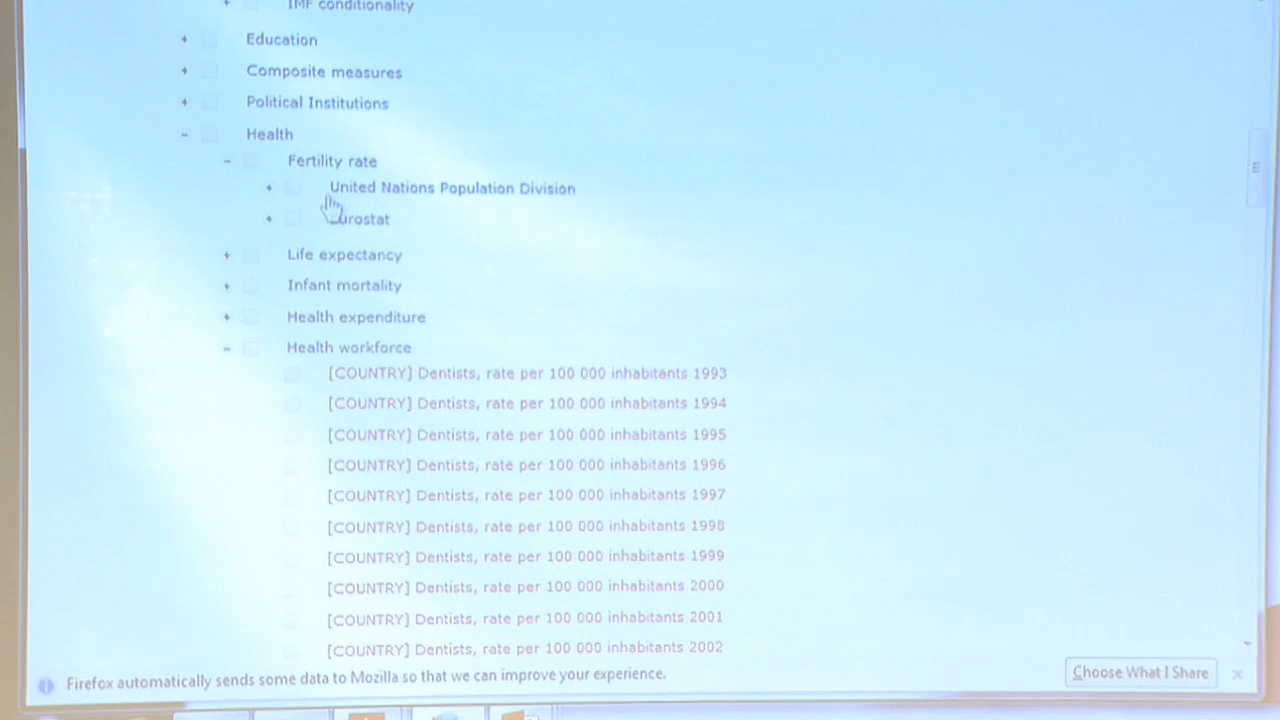 IMF conditionality
Education
Composite measures
Political Institutions
Health
Fertility rate
United Nations Population Division
urostat
Life expectancy
Infant mortality
Health expenditure
Health workforce
[COUNTRY] Dentists, rate per 100 000 inhabitants 1993
[COUNTRY] Dentists, rate per 100 000 inhabitants 1994
[COUNTRY] Dentists, rate per 100 000 inhabitants 1995
[COUNTRY] Dentists, rate per 100 000 inhabitants 1996
[COUNTRY] Dentists, rate per 100 000 inhabitants 1997
[COUNTRY] Dentists, rate per 100 000 inhabitants 1998
[COUNTRY] Dentists, rate per 100 000 inhabitants 1999
[COUNTRY] Dentists, rate per 100 000 inhabitants 2000
[COUNTRY] Dentists, rate per 100 000 inhabitants 2001
[COUNTRY] Dentists, rate per 100 000 inhabitants 2002
Firefox automatically sends some data to Mozilla so that we can improve your experience.
Choose What I Share